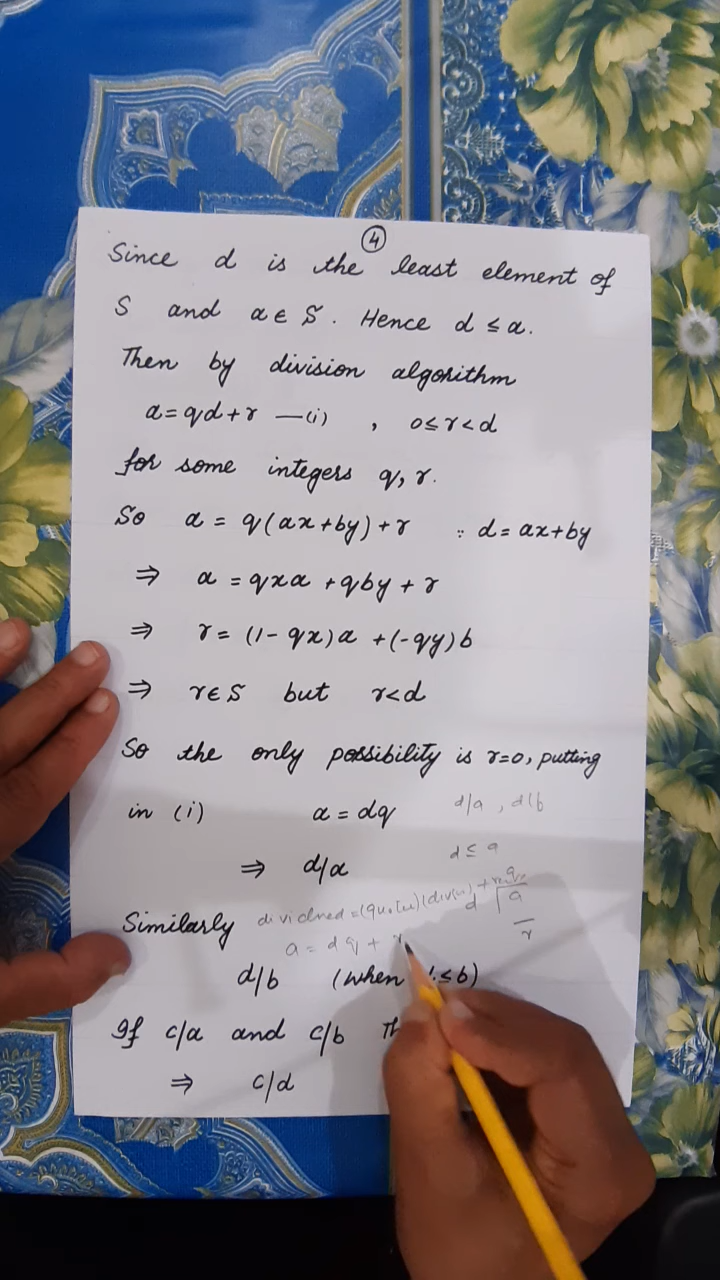 4
Since d is the least element of
S and a ∈ S. Hence d ≤ a.
Then by division algorithm
a = qd + r —(i) , 0 ≤ r < d
for some integers q, r.
So a = q(ax + by) + r ∵ d = ax + by
⇒ a = qxa + qby + r
⇒ r = (1 - qx)a + (-qy)b
⇒ r ∈ S but r < d
So the only possibility is r=0, putting
in (i) a = dq d/a , d/b
⇒ d/a d ≤ a
Similarly
q
d a
r
a = dq + r
d/b (when ≤ b)
If c/a and c/b
⇒ c/d